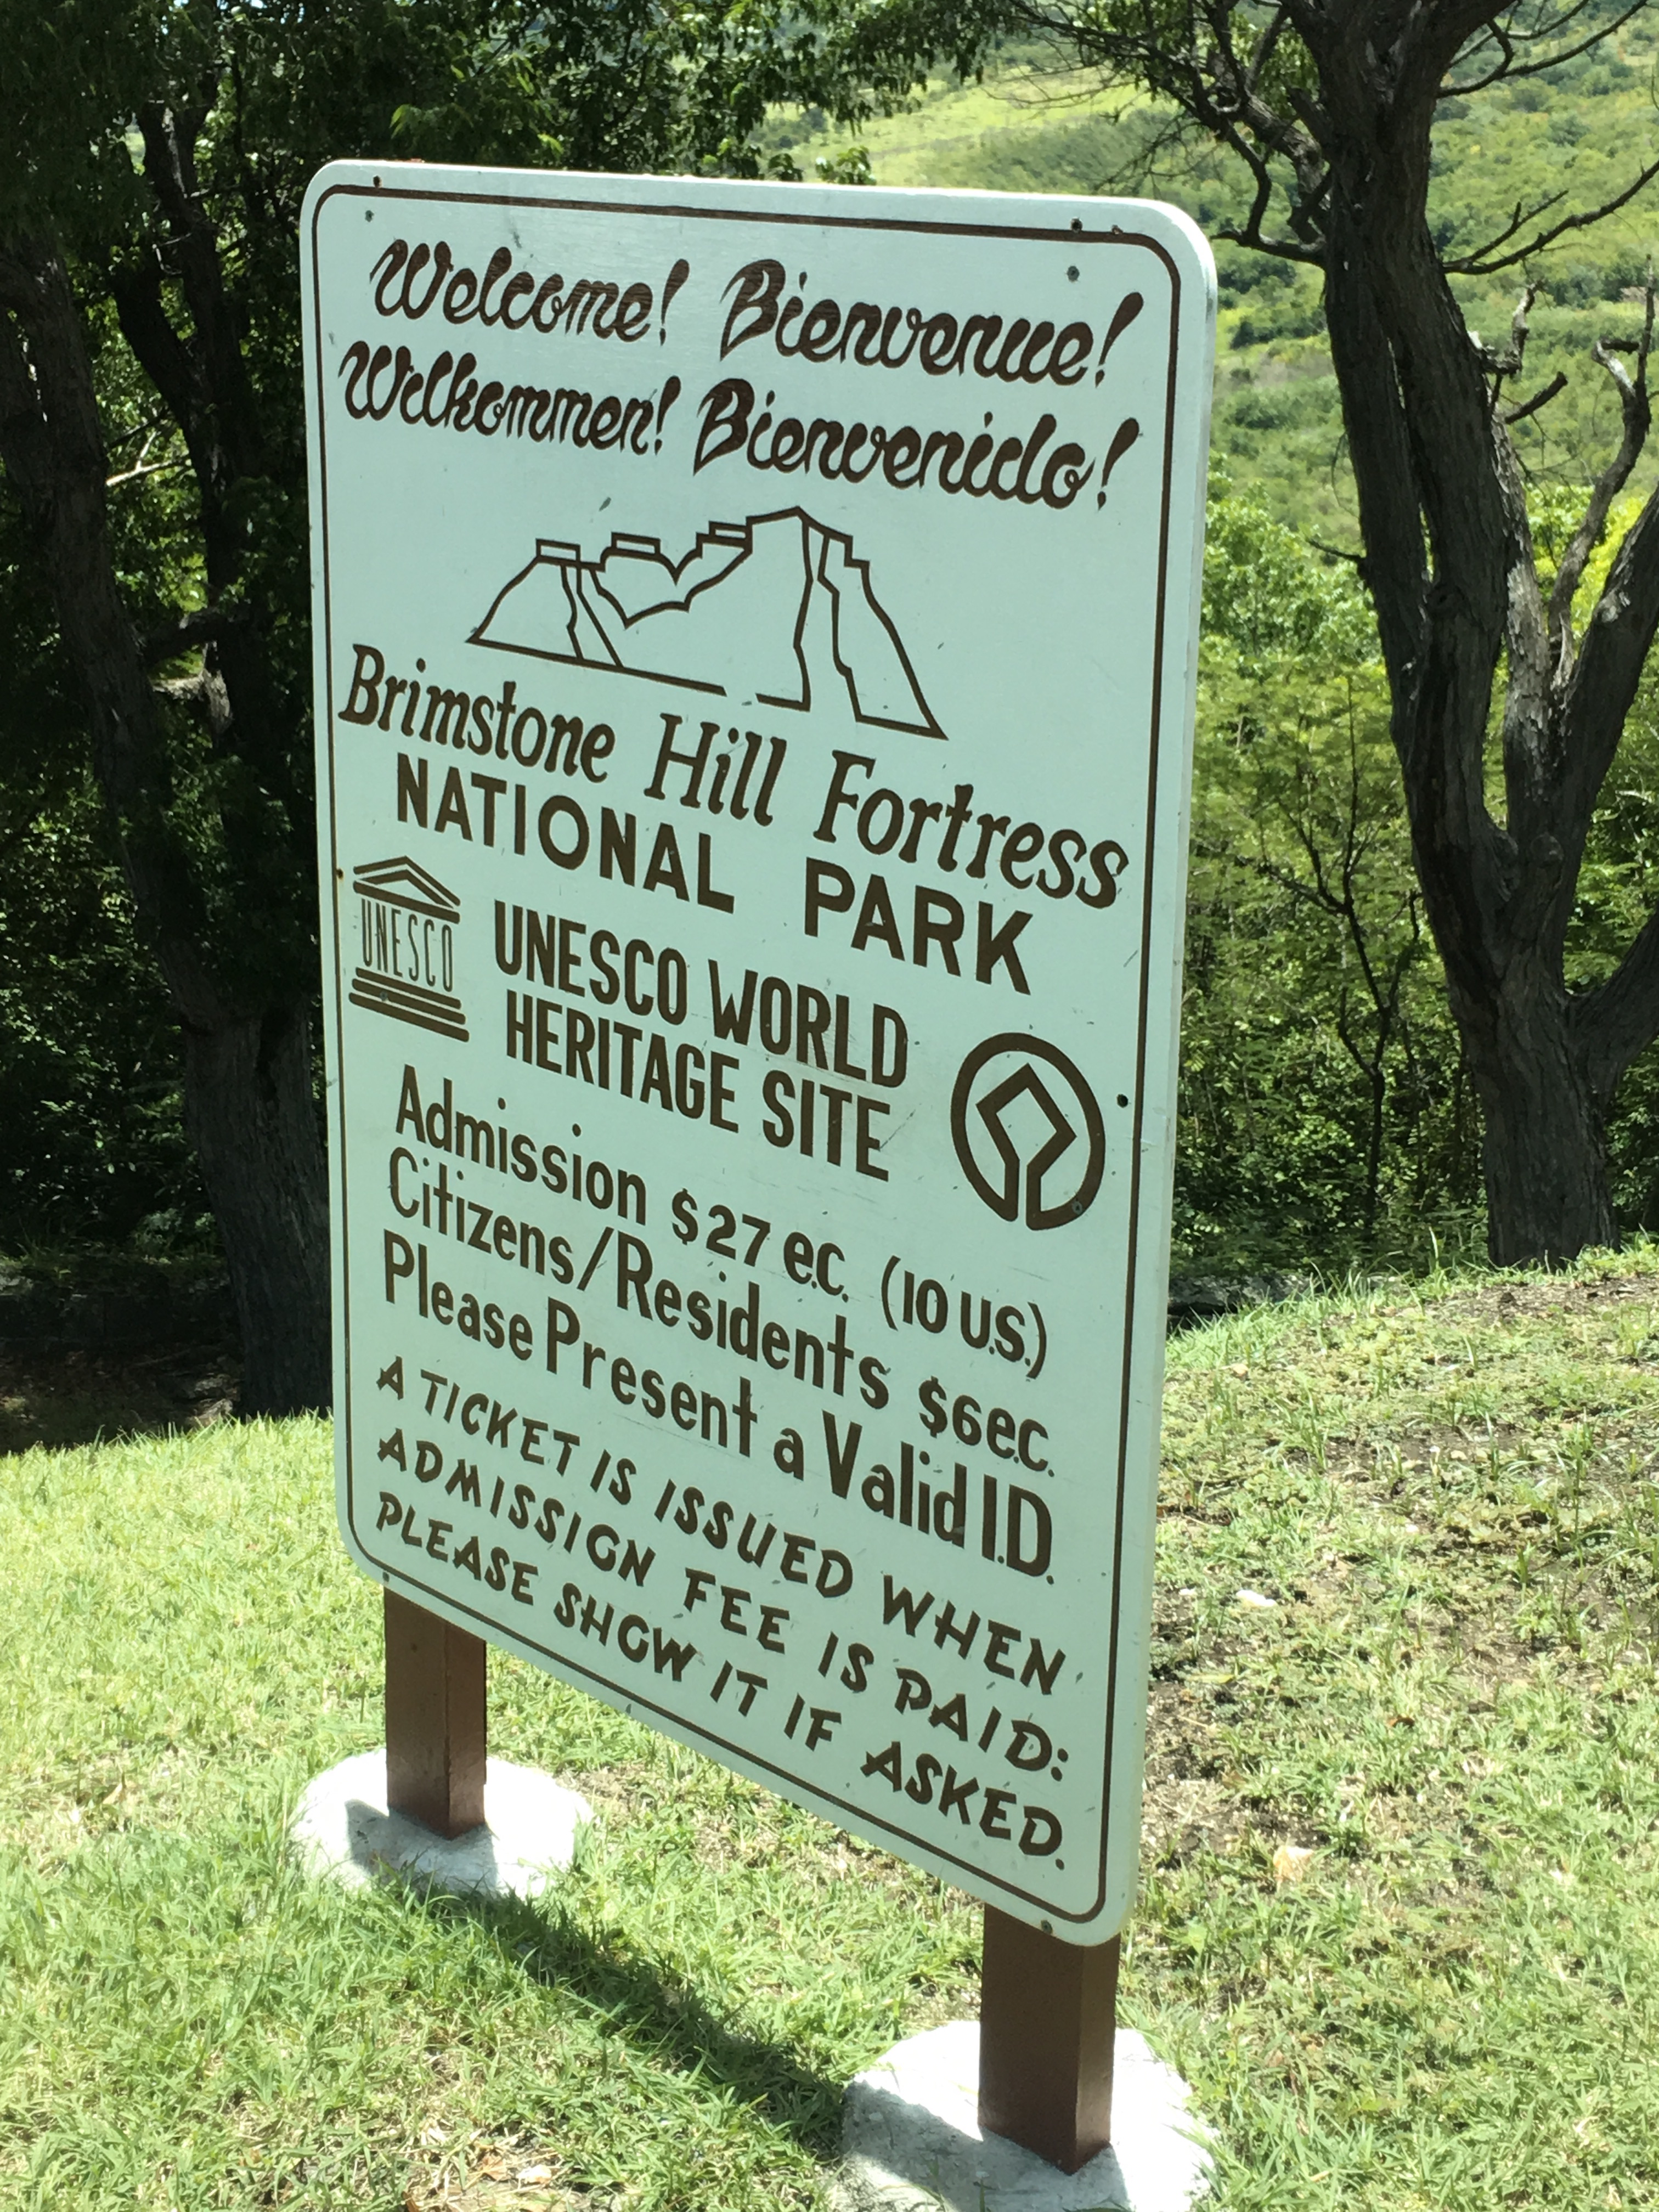 Welcome! Bienvenue!
Wilkommen! Bienvenido!
Brimstone Hill Fortress
NATIONAL PARK
UNESCO
UNESCO WORLD
HERITAGE SITE
Admission $27 e.c. (10 U.S.)
Citizens/Residents $6 e.c.
Please Present a Valid I.D.
A TICKET IS ISSUED WHEN
ADMISSION FEE IS PAID:
PLEASE SHOW IT IF ASKED.